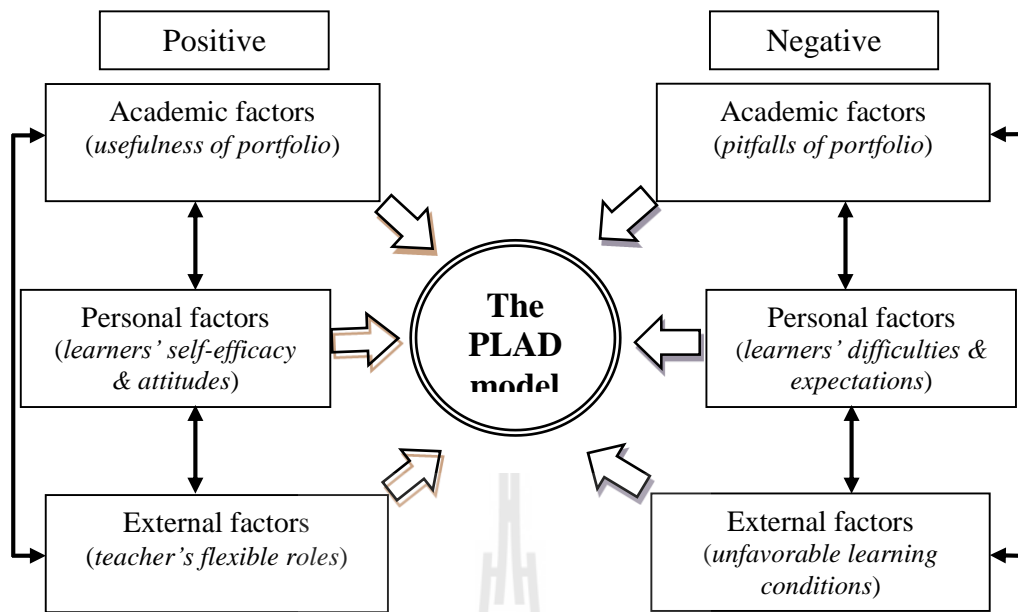 Positive
Negative
Academic factors
(usefulness of portfolio)
Academic factors
(pitfalls of portfolio)
The
PLAD
model
Personal factors
(learners' self-efficacy
& attitudes)
Personal factors
(learners' difficulties &
expectations)
External factors
(teacher's flexible roles)
External factors
(unfavorable learning
conditions)